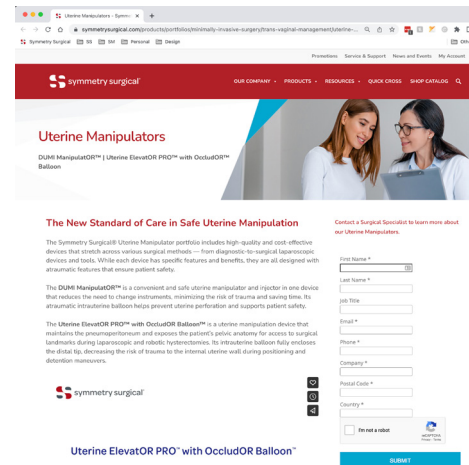 Uterine Manipulators - Symme
symmetrysurgical.com/products/portfolios/minimally-invasive-surgery/trans-vaginal-management/uterine-...
Symmetry Surgical SS SM Personal Design
Promotions Service & Support News and Events My Account
symmetry surgical
OUR COMPANY PRODUCTS RESOURCES QUICK CROSS SHOP CATALOG
Uterine Manipulators
DUMI ManipulatOR™ | Uterine ElevatOR PRO™ with OccludOR™
Balloon
The New Standard of Care in Safe Uterine Manipulation
The Symmetry Surgical® Uterine Manipulator portfolio includes high-quality and cost-effective
devices that stretch across various surgical methods — from diagnostic-to-surgical laparoscopic
devices and tools. While each device has specific features and benefits, they are all designed with
atraumatic features that ensure patient safety.
The DUMI ManipulatOR™ is a convenient and safe uterine manipulator and injector in one device
that reduces the need to change instruments, minimizing the risk of trauma and saving time. Its
atraumatic intrauterine balloon helps prevent uterine perforation and supports patient safety.
The Uterine ElevatOR PRO™ with OccludOR Balloon™ is a uterine manipulation device that
maintains the pneumoperitoneum and exposes the patient's pelvic anatomy for access to surgical
landmarks during laparoscopic and robotic hysterectomies. Its intrauterine balloon fully encloses
the distal tip, decreasing the risk of trauma to the internal uterine wall during positioning and
detention maneuvers.
symmetry surgical
Uterine ElevatOR PRO™ with OccludOR Balloon™
Contact a Surgical Specialist to learn more about
our Uterine Manipulators.
First Name *
Last Name *
Job Title
Email *
Phone *
Company *
Postal Code *
Country *
I'm not a robot
reCAPTCHA
Privacy - Terms
SUBMIT